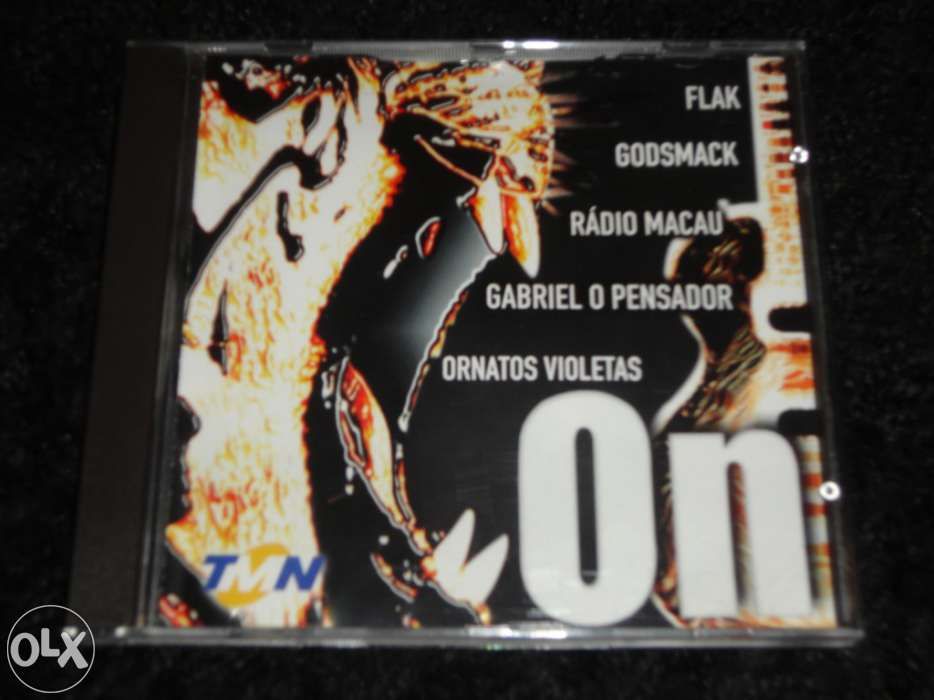 FLAK
GODSMACK
RÁDIO MACAU
GABRIEL O PENSADOR
ORNATOS VIOLETAS
On
TMN
OLX